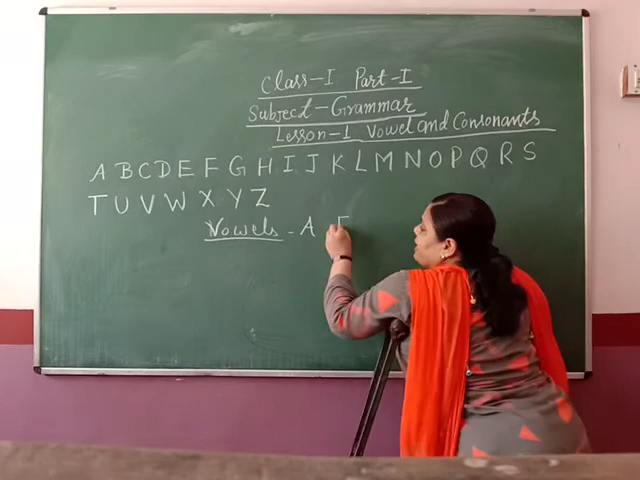 Class-I Part-I
Subject-Grammar
Lesson-1 Vowel and Consonants
A B C D E F G H I J K L M N O P Q R S
T U V W X Y Z
Vowels - A